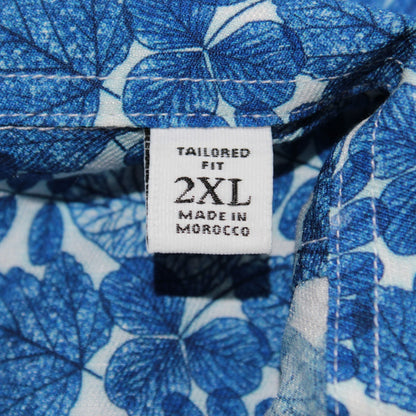 TAILORED
FIT
2XL
MADE IN
MOROCCO